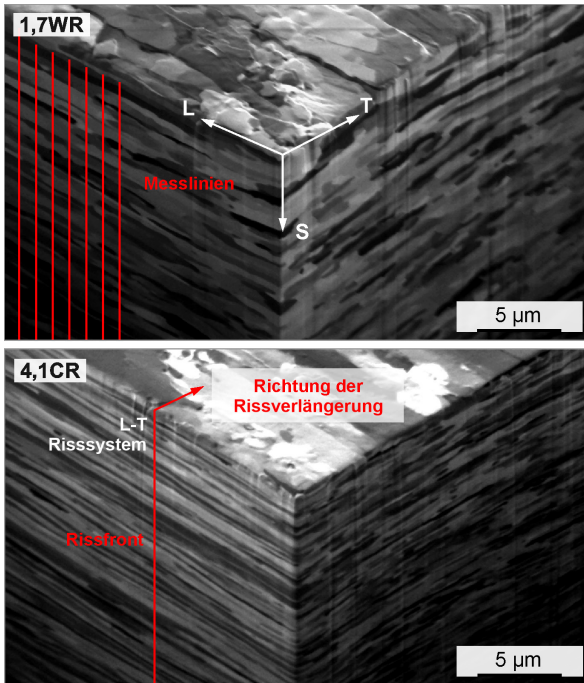 1,7WR
L
T
Messlinien
S
5 µm
4,1CR
Richtung der
Rissverlängerung
L-T
Risssystem
Rissfront
5 µm